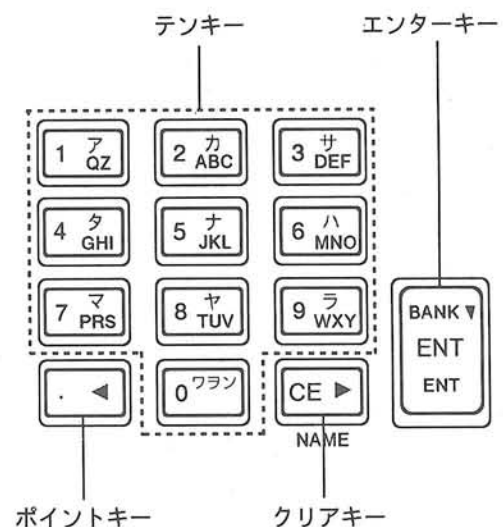 テンキー
エンターキー
1 ア QZ
2 カ ABC
3 サ DEF
4 タ GHI
5 ナ JKL
6 ハ MNO
7 マ PRS
8 ヤ TUV
9 ラ WXY
BANK ▼
ENT
ENT
. ◀
0 ワヲン
CE ▶
NAME
ポイントキー
クリアキー